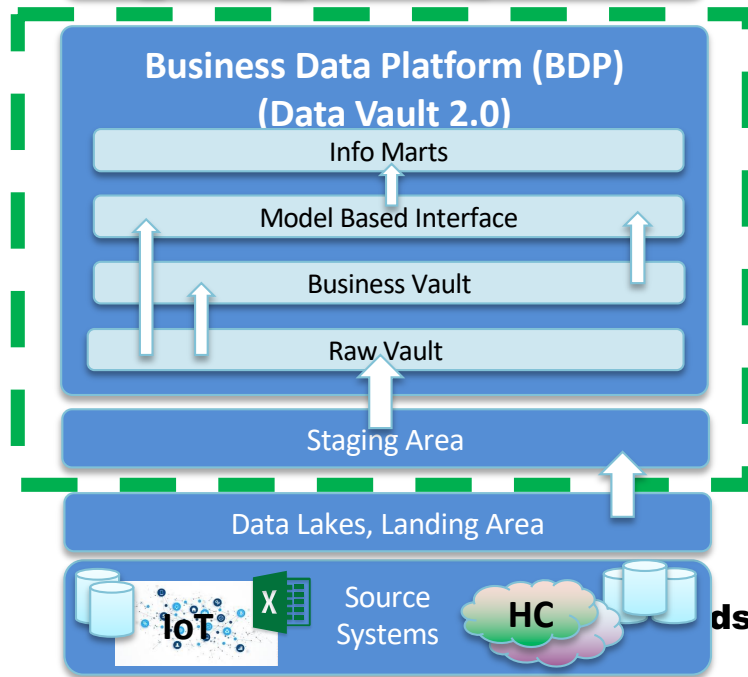 Business Data Platform (BDP)
(Data Vault 2.0)
Info Marts
Model Based Interface
Business Vault
Raw Vault
Staging Area
Data Lakes, Landing Area
IoT
X
Source
Systems
HC
ds